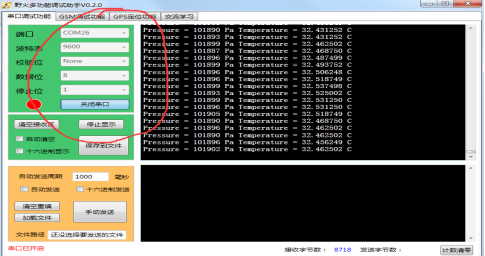 野火多功能调试助手V0.2.0
串口调试功能 GSM调试功能 GPS定位功能 交流学习
端口 COM26
波特率 9600
校验位 None
数据位 8
停止位 1
关闭串口
清空接收区 停止显示
自动清空
十六进制显示
保存到文件
自动发送周期 1000 毫秒
自动发送 十六进制发送
清空重填
加载文件
手动发送
文件路径 还没选择要发送的文件
Pressure = 101890 Pa Temperature = 32.431252 C
Pressure = 101893 Pa Temperature = 32.431252 C
Pressure = 101899 Pa Temperature = 32.462502 C
Pressure = 101887 Pa Temperature = 32.468750 C
Pressure = 101896 Pa Temperature = 32.487499 C
Pressure = 101899 Pa Temperature = 32.493752 C
Pressure = 101896 Pa Temperature = 32.506248 C
Pressure = 101890 Pa Temperature = 32.518749 C
Pressure = 101899 Pa Temperature = 32.537498 C
Pressure = 101902 Pa Temperature = 32.525002 C
Pressure = 101899 Pa Temperature = 32.531250 C
Pressure = 101896 Pa Temperature = 32.531250 C
Pressure = 101905 Pa Temperature = 32.518749 C
Pressure = 101890 Pa Temperature = 32.468750 C
Pressure = 101896 Pa Temperature = 32.462502 C
Pressure = 101890 Pa Temperature = 32.462502 C
Pressure = 101896 Pa Temperature = 32.456249 C
Pressure = 101902 Pa Temperature = 32.462502 C
串口已开启
接收字节数： 8718 发送字节数：
计数清零